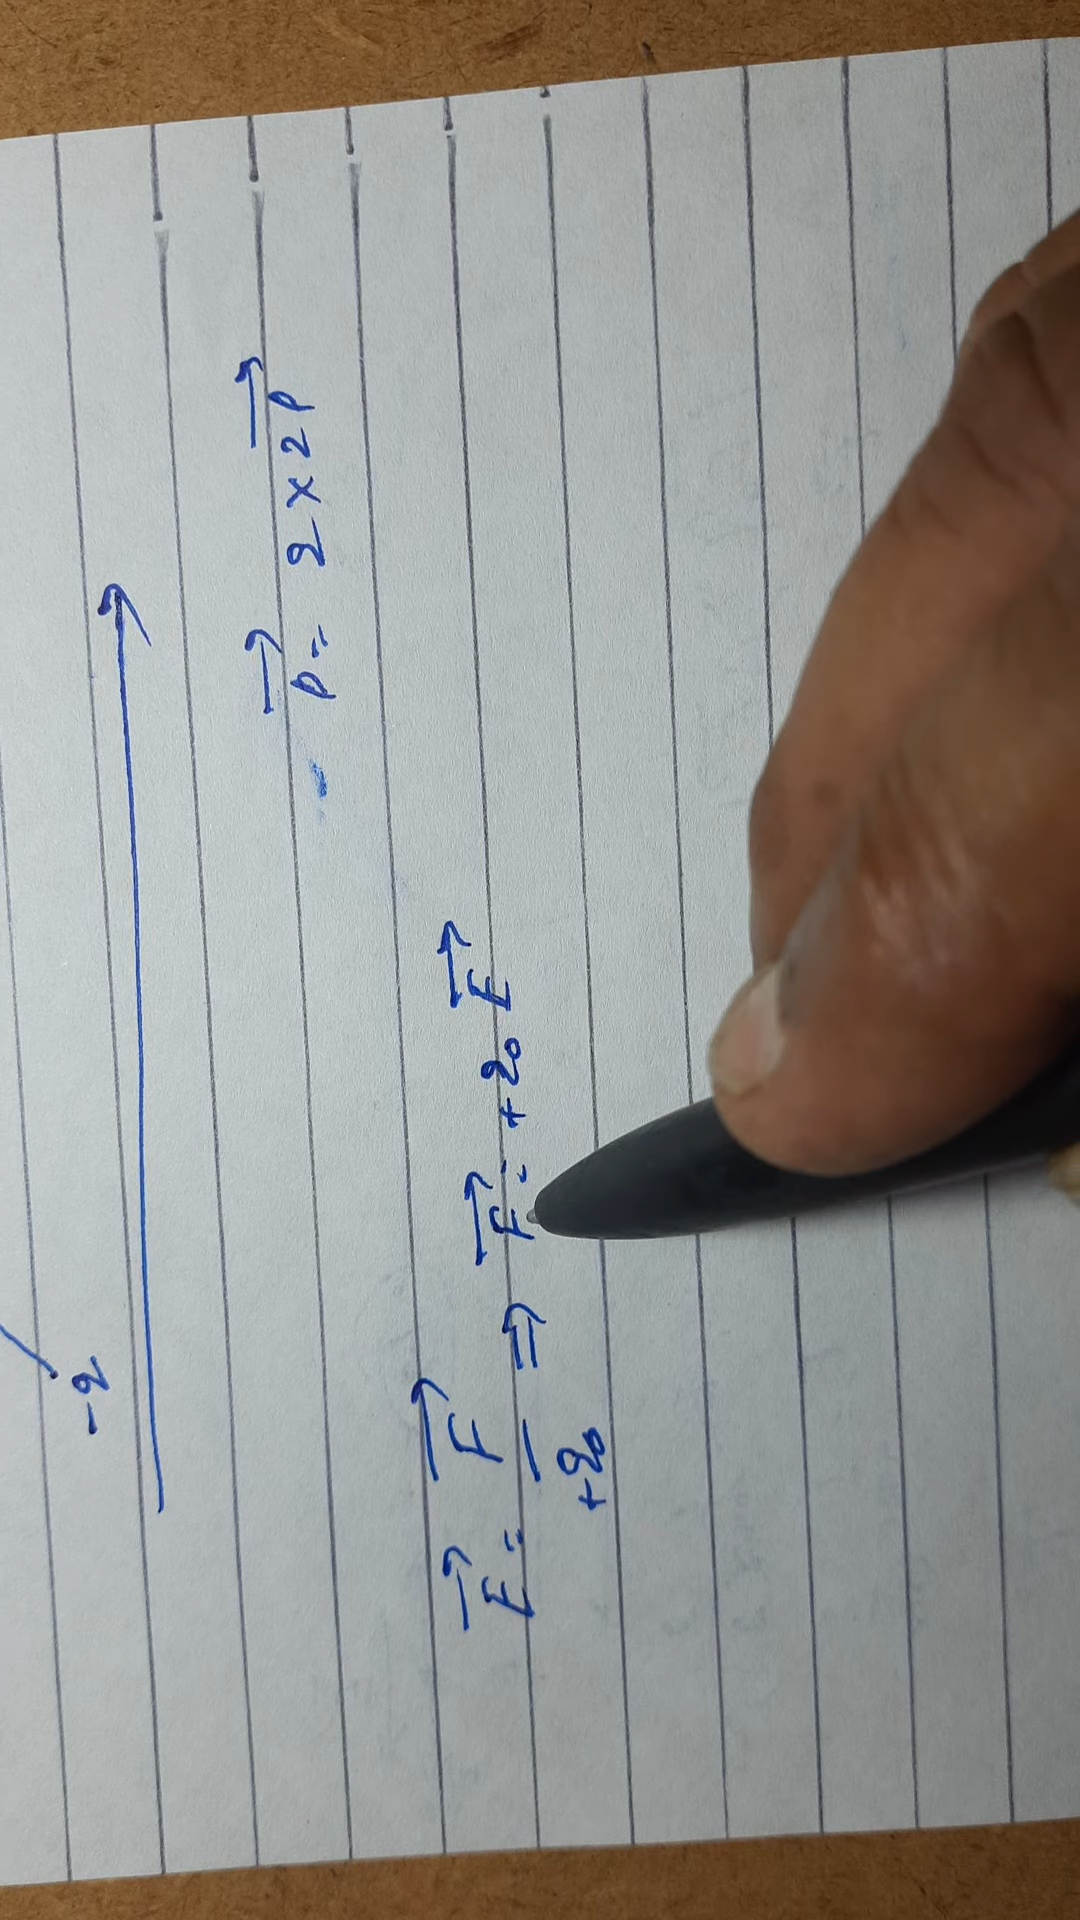 -q
p⃗ = q × 2l⃗
E⃗ = F⃗ / +q₀ ⇒ F⃗ = +q₀ E⃗